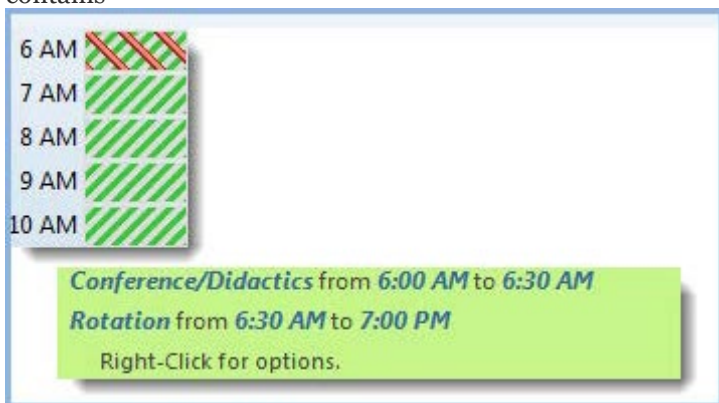 contains
6 AM
7 AM
8 AM
9 AM
10 AM
Conference/Didactics from 6:00 AM to 6:30 AM
Rotation from 6:30 AM to 7:00 PM
Right-Click for options.